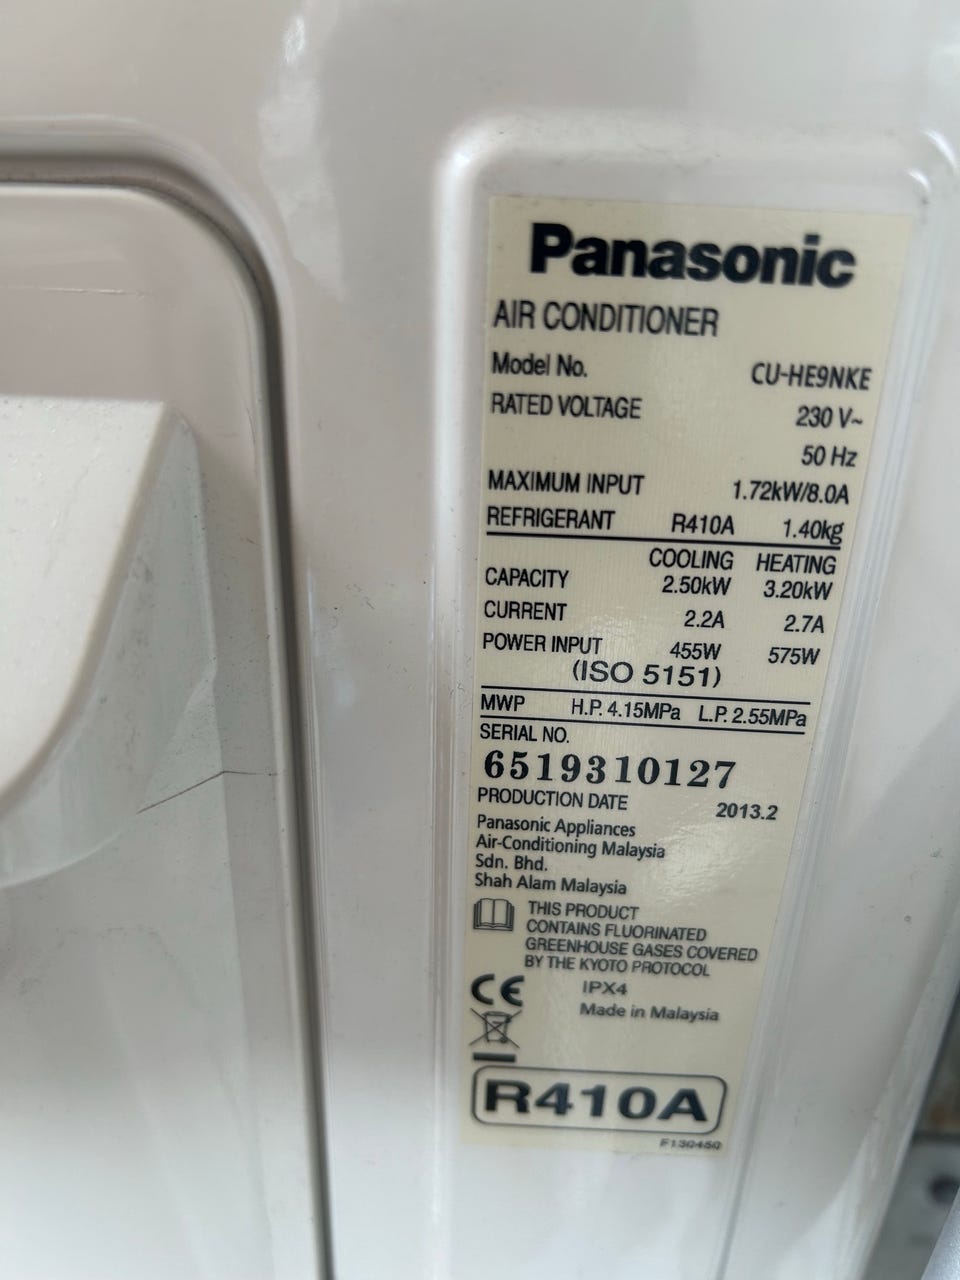 Panasonic
AIR CONDITIONER
Model No. CU-HE9NKE
RATED VOLTAGE 230 V~
50 Hz
MAXIMUM INPUT 1.72kW/8.0A
REFRIGERANT R410A 1.40kg
COOLING HEATING
CAPACITY 2.50kW 3.20kW
CURRENT 2.2A 2.7A
POWER INPUT 455W 575W
(ISO 5151)
MWP H.P. 4.15MPa L.P. 2.55MPa
SERIAL NO.
6519310127
PRODUCTION DATE 2013.2
Panasonic Appliances
Air-Conditioning Malaysia
Sdn. Bhd.
Shah Alam Malaysia
THIS PRODUCT
CONTAINS FLUORINATED
GREENHOUSE GASES COVERED
BY THE KYOTO PROTOCOL
CE IPX4
Made in Malaysia
R410A
F130450